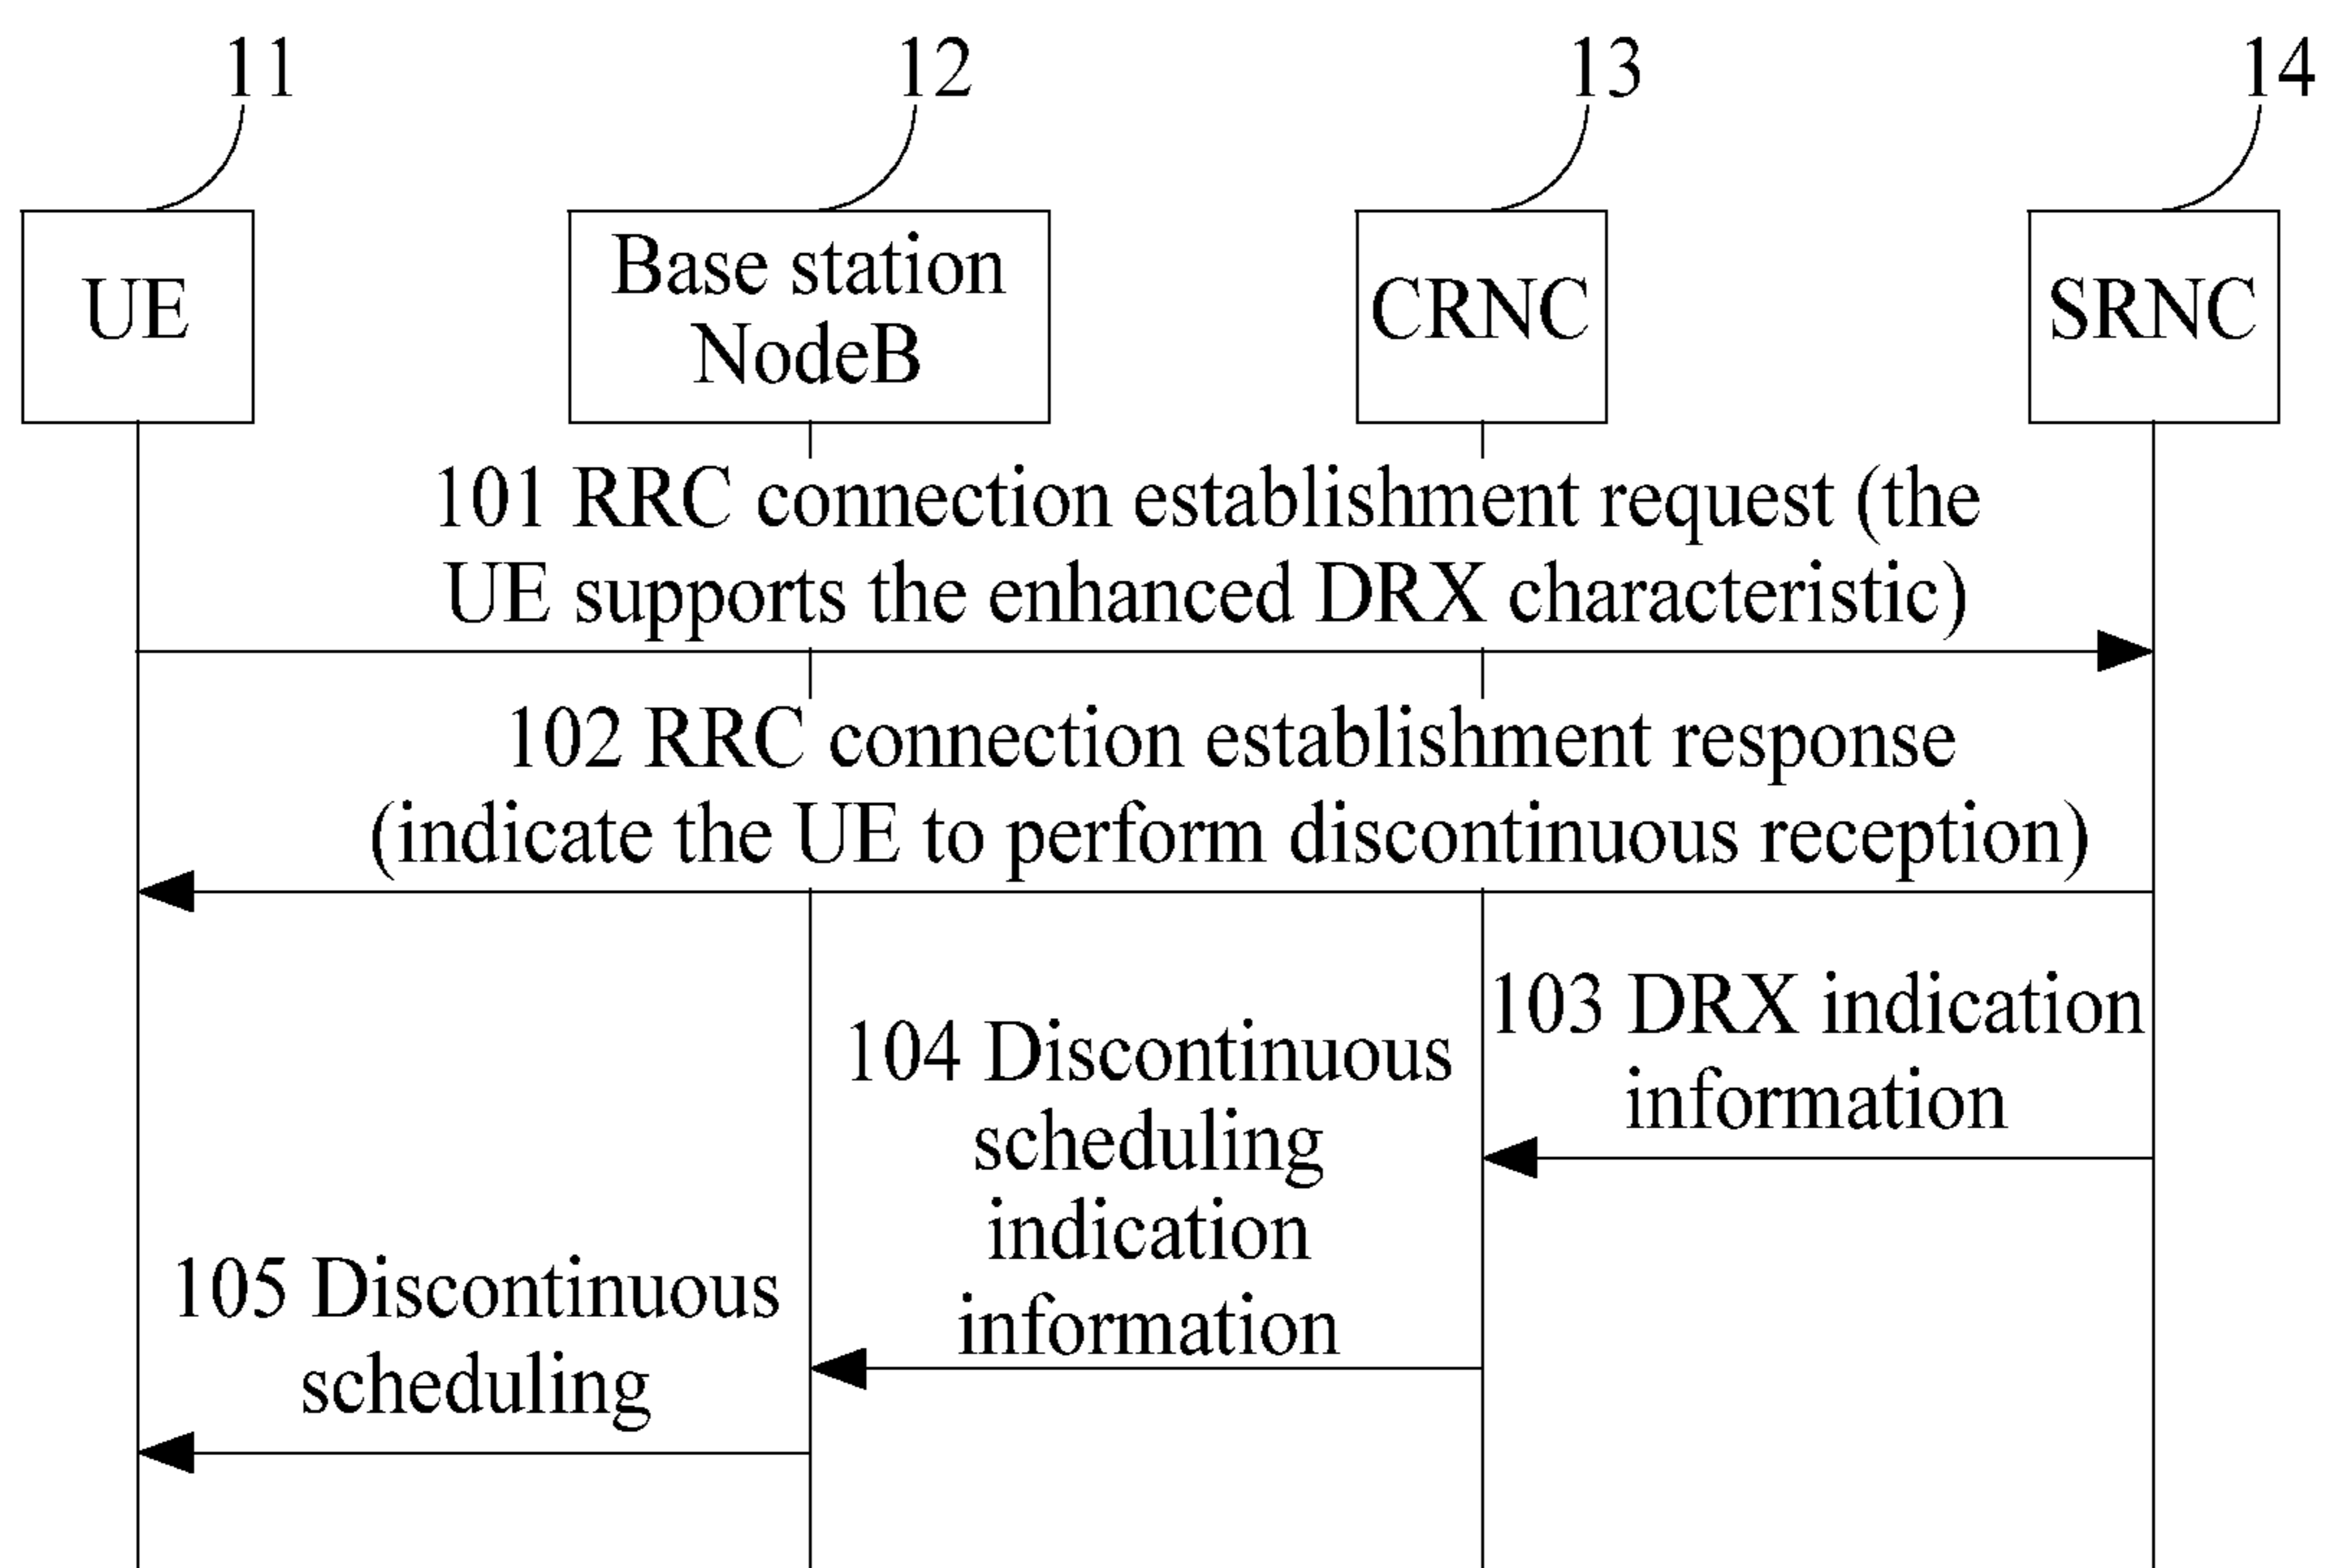 11
12
13
14
UE
Base station
NodeB
CRNC
SRNC
101 RRC connection establishment request (the
UE supports the enhanced DRX characteristic)
102 RRC connection establishment response
(indicate the UE to perform discontinuous reception)
103 DRX indication
information
104 Discontinuous
scheduling
indication
information
105 Discontinuous
scheduling